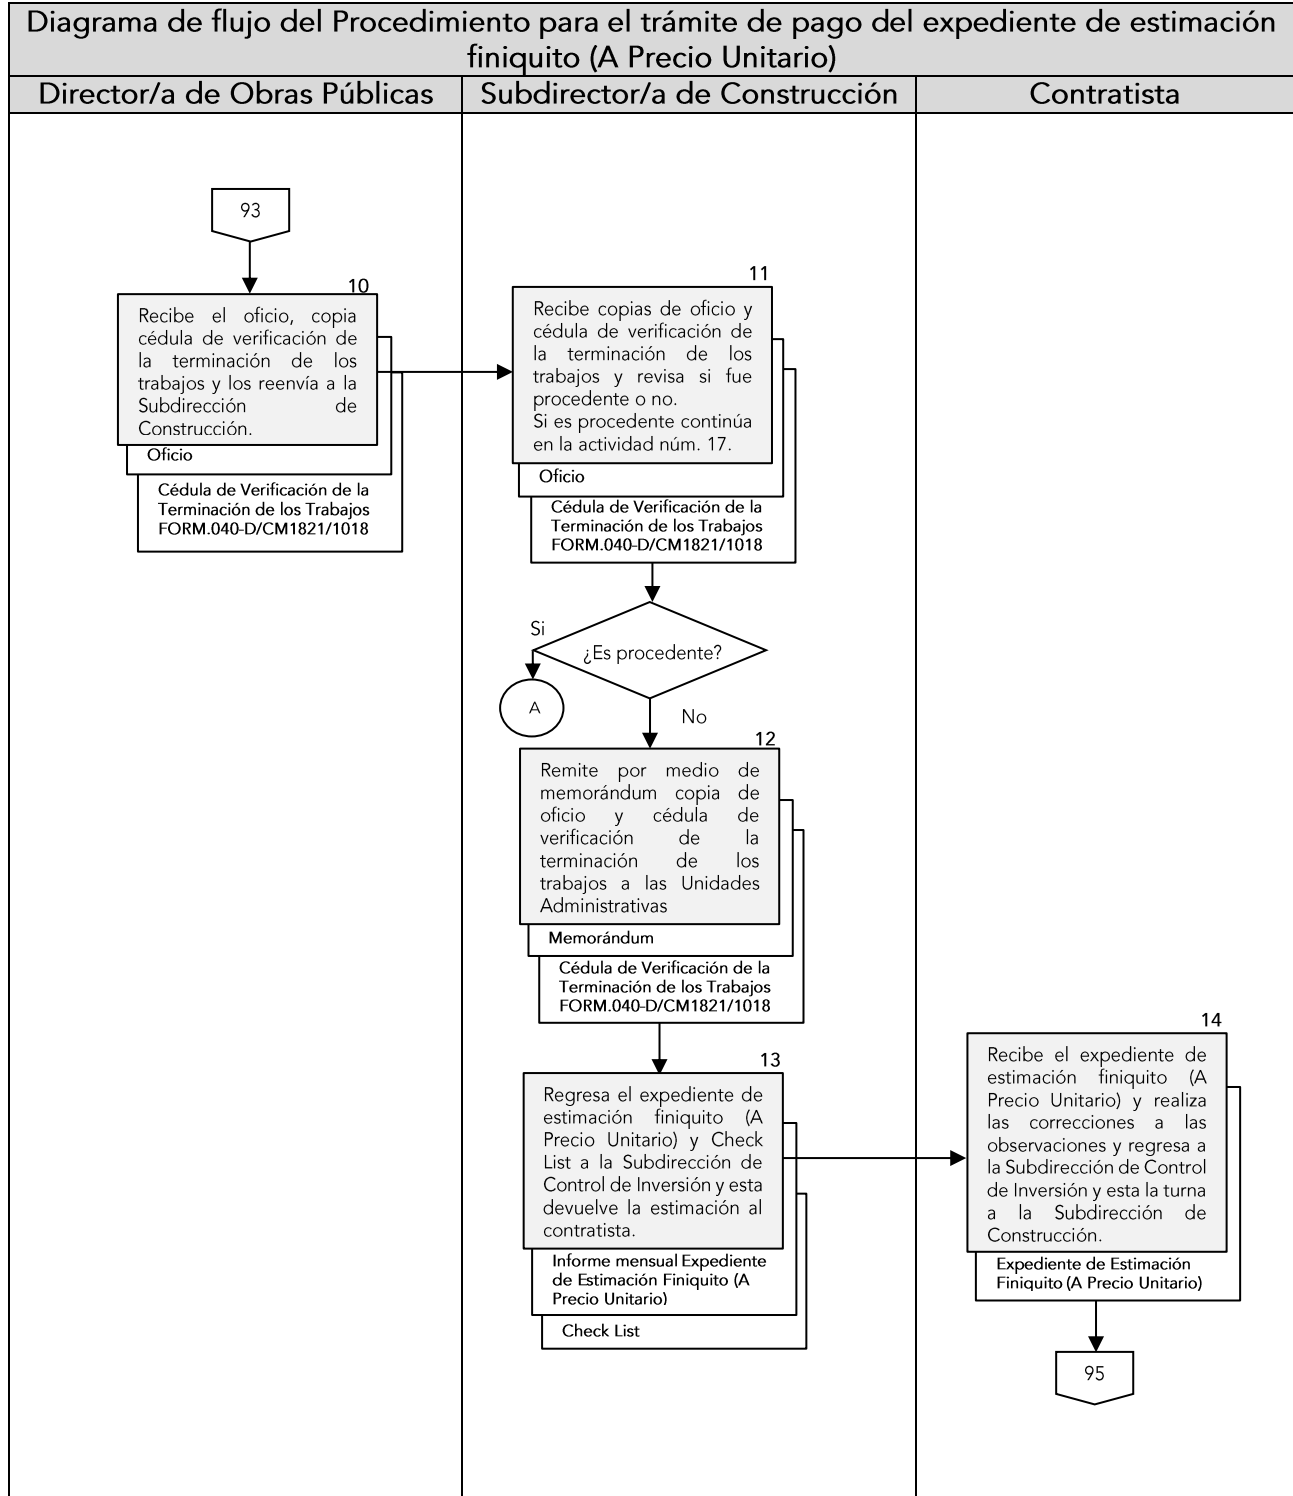 Diagrama de flujo del Procedimiento para el trámite de pago del expediente de estimación
finiquito (A Precio Unitario)
Director/a de Obras Públicas
Subdirector/a de Construcción
Contratista
93
10
Recibe el oficio, copia
cédula de verificación de
la terminación de los
trabajos y los reenvía a la
Subdirección de
Construcción.
Oficio
Cédula de Verificación de la
Terminación de los Trabajos
FORM.040-D/CM1821/1018
11
Recibe copias de oficio y
cédula de verificación de
la terminación de los
trabajos y revisa si fue
procedente o no.
Si es procedente continúa
en la actividad núm. 17.
Oficio
Cédula de Verificación de la
Terminación de los Trabajos
FORM.040-D/CM1821/1018
Si
¿Es procedente?
A
No
12
Remite por medio de
memorándum copia de
oficio y cédula de
verificación de la
terminación de los
trabajos a las Unidades
Administrativas
Memorándum
Cédula de Verificación de la
Terminación de los Trabajos
FORM.040-D/CM1821/1018
13
Regresa el expediente de
estimación finiquito (A
Precio Unitario) y Check
List a la Subdirección de
Control de Inversión y esta
devuelve la estimación al
contratista.
Informe mensual Expediente
de Estimación Finiquito (A
Precio Unitario)
Check List
14
Recibe el expediente de
estimación finiquito (A
Precio Unitario) y realiza
las correcciones a las
observaciones y regresa a
la Subdirección de Control
de Inversión y esta la turna
a la Subdirección de
Construcción.
Expediente de Estimación
Finiquito (A Precio Unitario)
95